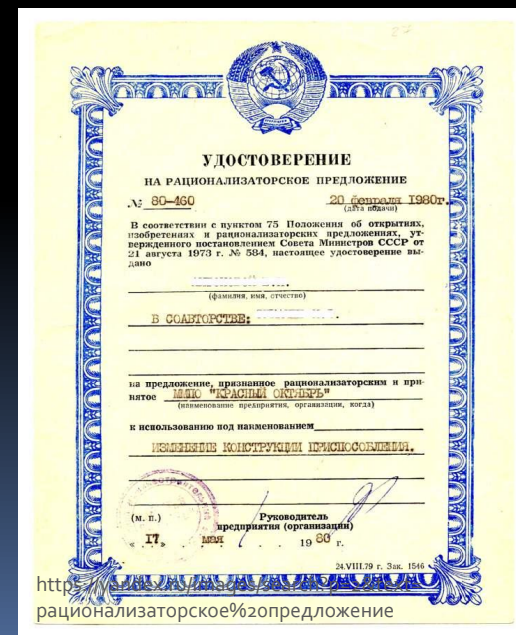 УДОСТОВЕРЕНИЕ
НА РАЦИОНАЛИЗАТОРСКОЕ ПРЕДЛОЖЕНИЕ
№ 80-460 20 февраля 1980г.
(дата подачи)
В соответствии с пунктом 75 Положения об открытиях,
изобретениях и рационализаторских предложениях, ут-
вержденного постановлением Совета Министров СССР от
21 августа 1973 г. № 584, настоящее удостоверение вы-
дано
(фамилия, имя, отчество)
В СОАВТОРСТВЕ:
на предложение, признанное рационализаторским и при-
нятое "КРАСНЫЙ ОКТЯБРЬ"
(наименование предприятия, организации, когда)
к использованию под наименованием
ИЗМЕНЕНИЕ КОНСТРУКЦИИ ПРИСПОСОБЛЕНИЯ.
(м. п.) Руководитель
предприятия (организации)
« 17 » мая 19 80 г.
24.VIII.79 г. Зак. 1546
рационализаторское%20предложение